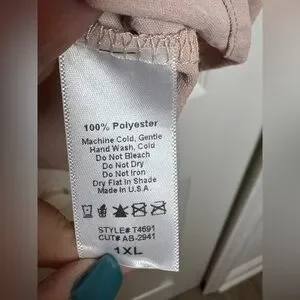 100% Polyester
Machine Cold, Gentle
Hand Wash, Cold
Do Not Bleach
Do Not Dry
Do Not Iron
Dry Flat in Shade
Made in U.S.A.
STYLE# T4691
CUT# AB-2941
1XL